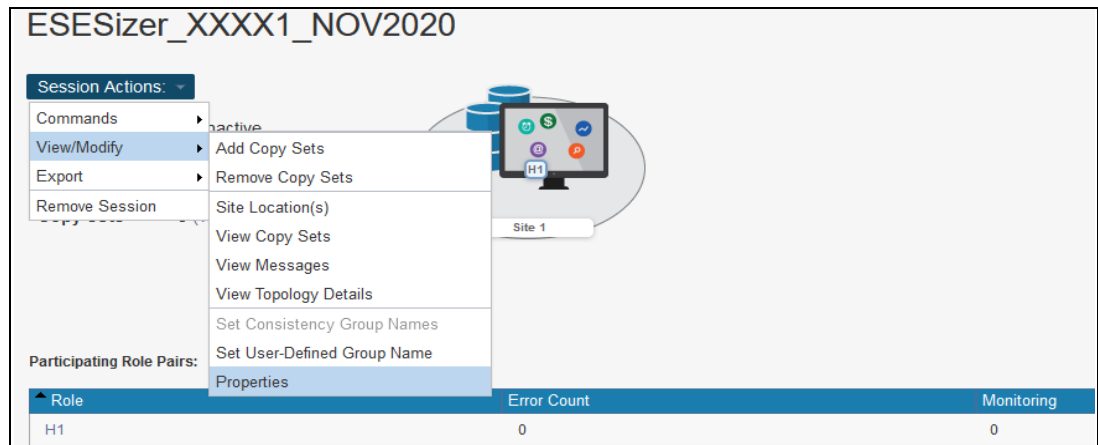 ESESizer_XXXX1_NOV2020
Session Actions:
Commands
View/Modify
Export
Remove Session
Add Copy Sets
Remove Copy Sets
Site Location(s)
View Copy Sets
View Messages
View Topology Details
Set Consistency Group Names
Set User-Defined Group Name
Properties
$
@
H1
Site 1
Participating Role Pairs:
Role Error Count Monitoring
H1 0 0